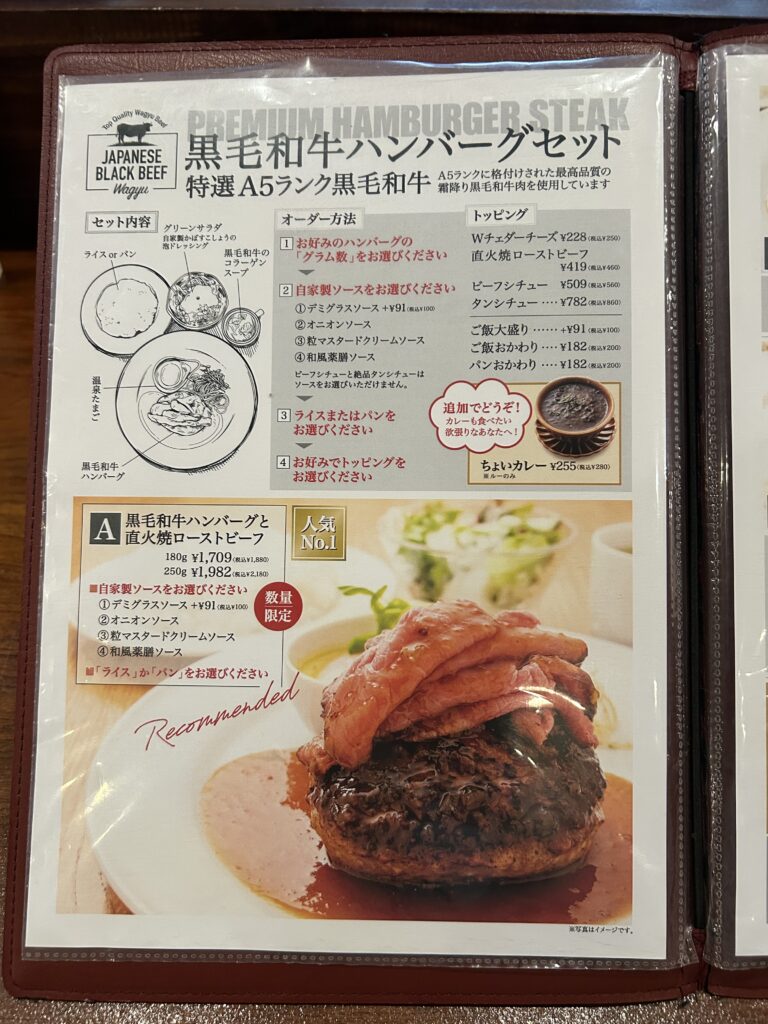 PREMIUM HAMBURGER STEAK
Top Quality Wagyu Beef
JAPANESE
BLACK BEEF
Wagyu
黒毛和牛ハンバーグセット
特選A5ランク黒毛和牛
A5ランクに格付けされた最高品質の
霜降り黒毛和牛肉を使用しています
セット内容
グリーンサラダ
自家製かぼすこしょうの
泡ドレッシング
ライス or パン
黒毛和牛の
コラーゲン
スープ
温泉たまご
黒毛和牛
ハンバーグ
オーダー方法
1 お好みのハンバーグの
「グラム数」をお選びください
2 自家製ソースをお選びください
①デミグラスソース +¥91(税込¥100)
②オニオンソース
③粒マスタードクリームソース
④和風薬膳ソース
ビーフシチューと絶品タンシチューは
ソースをお選びいただけません。
3 ライスまたはパンを
お選びください
4 お好みでトッピングを
お選びください
トッピング
Wチェダーチーズ ¥228(税込¥250)
直火焼ローストビーフ
¥419(税込¥460)
ビーフシチュー ¥509(税込¥560)
タンシチュー ‥‥ ¥782(税込¥860)
ご飯大盛り ‥‥‥ +¥91(税込¥100)
ご飯おかわり ‥‥ ¥182(税込¥200)
パンおかわり ‥‥ ¥182(税込¥200)
追加でどうぞ!
カレーも食べたい
欲張りなあなたへ!
ちょいカレー ¥255(税込¥280)
※ルーのみ
A 黒毛和牛ハンバーグと
直火焼ローストビーフ
180g ¥1,709(税込¥1,880)
250g ¥1,982(税込¥2,180)
■自家製ソースをお選びください
①デミグラスソース +¥91(税込¥100)
②オニオンソース
③粒マスタードクリームソース
④和風薬膳ソース
■「ライス」か「パン」をお選びください
数量
限定
人気
No.1
Recommended
※写真はイメージです。